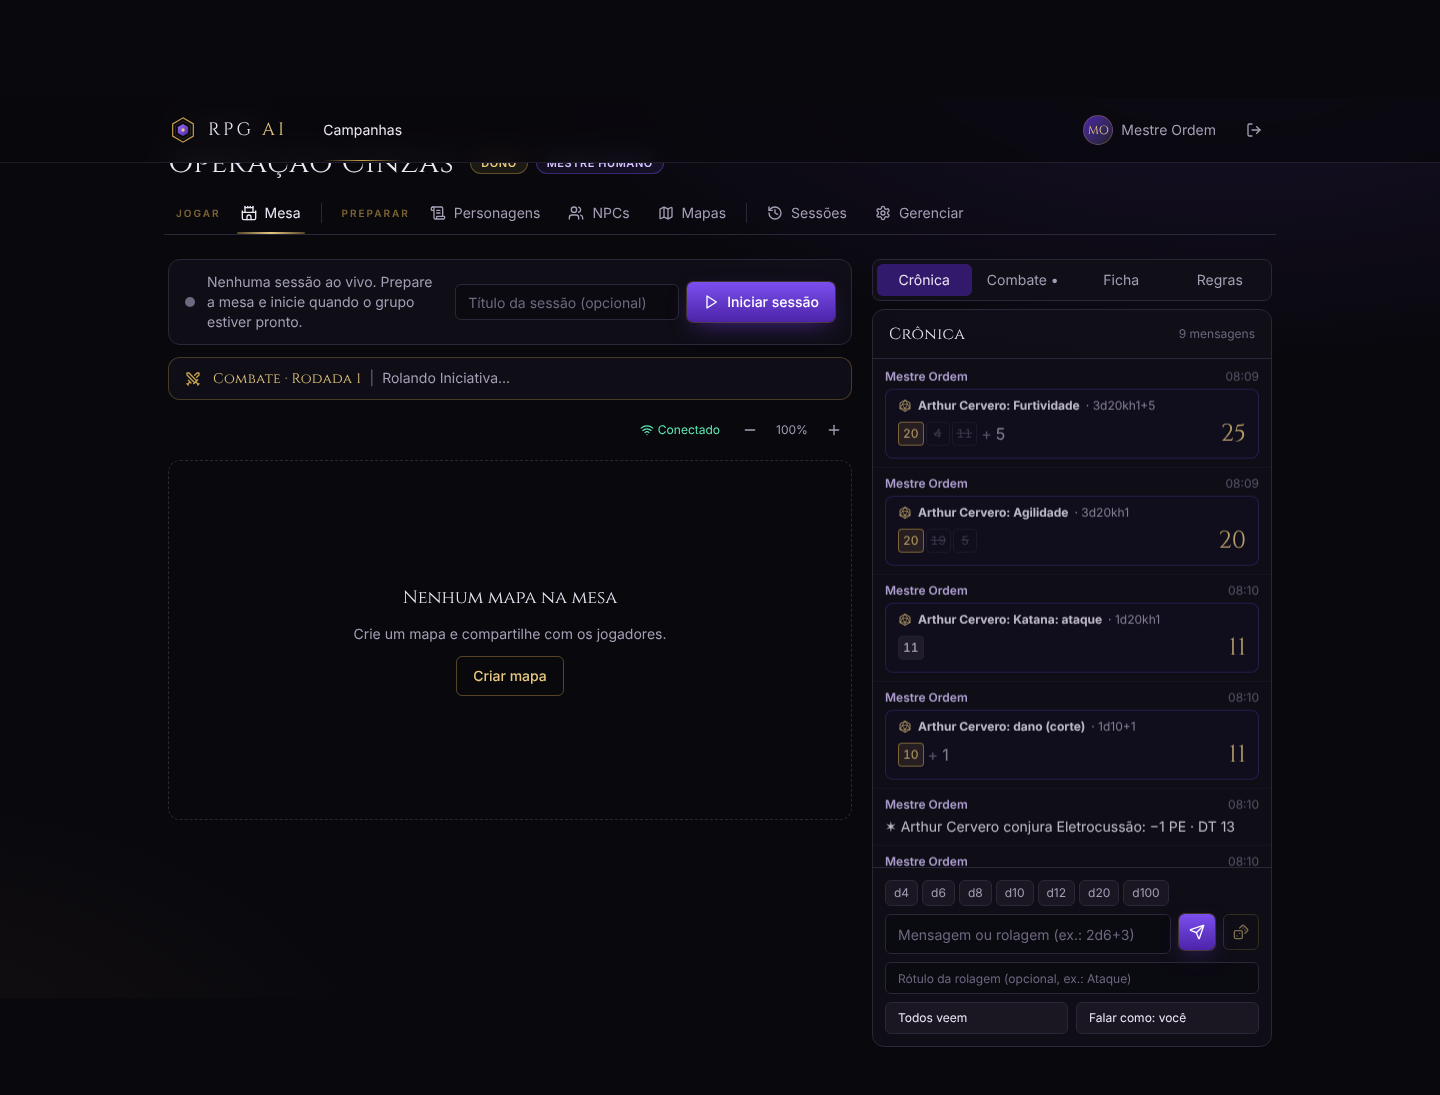 RPG AI
Campanhas
MO
Mestre Ordem
Operação Cinzas
DONO
MESTRE HUMANO
JOGAR
Mesa
PREPARAR
Personagens
NPCs
Mapas
Sessões
Gerenciar
Nenhuma sessão ao vivo. Prepare
a mesa e inicie quando o grupo
estiver pronto.
Título da sessão (opcional)
Iniciar sessão
Combate · Rodada 1 | Rolando Iniciativa...
Conectado
100%
Nenhum mapa na mesa
Crie um mapa e compartilhe com os jogadores.
Criar mapa
Crônica
Combate •
Ficha
Regras
Crônica
9 mensagens
Mestre Ordem 08:09
Arthur Cervero: Furtividade · 3d20kh1+5
20 4 11 + 5 25
Mestre Ordem 08:09
Arthur Cervero: Agilidade · 3d20kh1
20 19 5 20
Mestre Ordem 08:10
Arthur Cervero: Katana: ataque · 1d20kh1
11 11
Mestre Ordem 08:10
Arthur Cervero: dano (corte) · 1d10+1
10 + 1 11
Mestre Ordem 08:10
✶ Arthur Cervero conjura Eletrocussão: −1 PE · DT 13
Mestre Ordem 08:10
d4 d6 d8 d10 d12 d20 d100
Mensagem ou rolagem (ex.: 2d6+3)
Rótulo da rolagem (opcional, ex.: Ataque)
Todos veem
Falar como: você